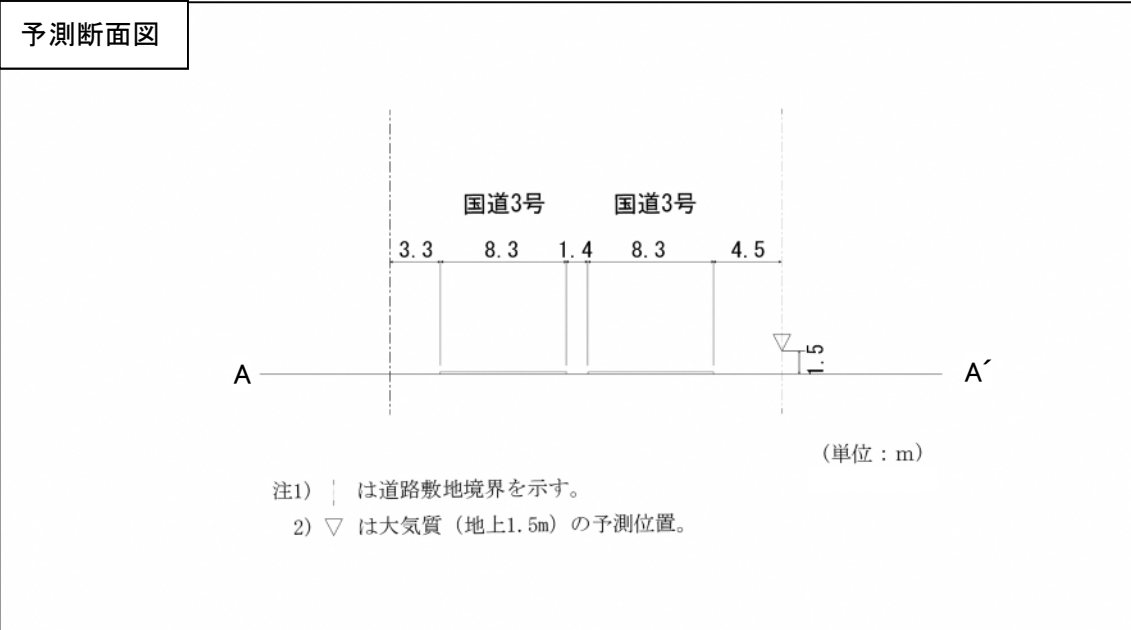 予測断面図
国道3号 国道3号
3.3 8.3 1.4 8.3 4.5
1.5
A A´
(単位:m)
注1) ¦ は道路敷地境界を示す。
2) ▽ は大気質(地上1.5m)の予測位置。